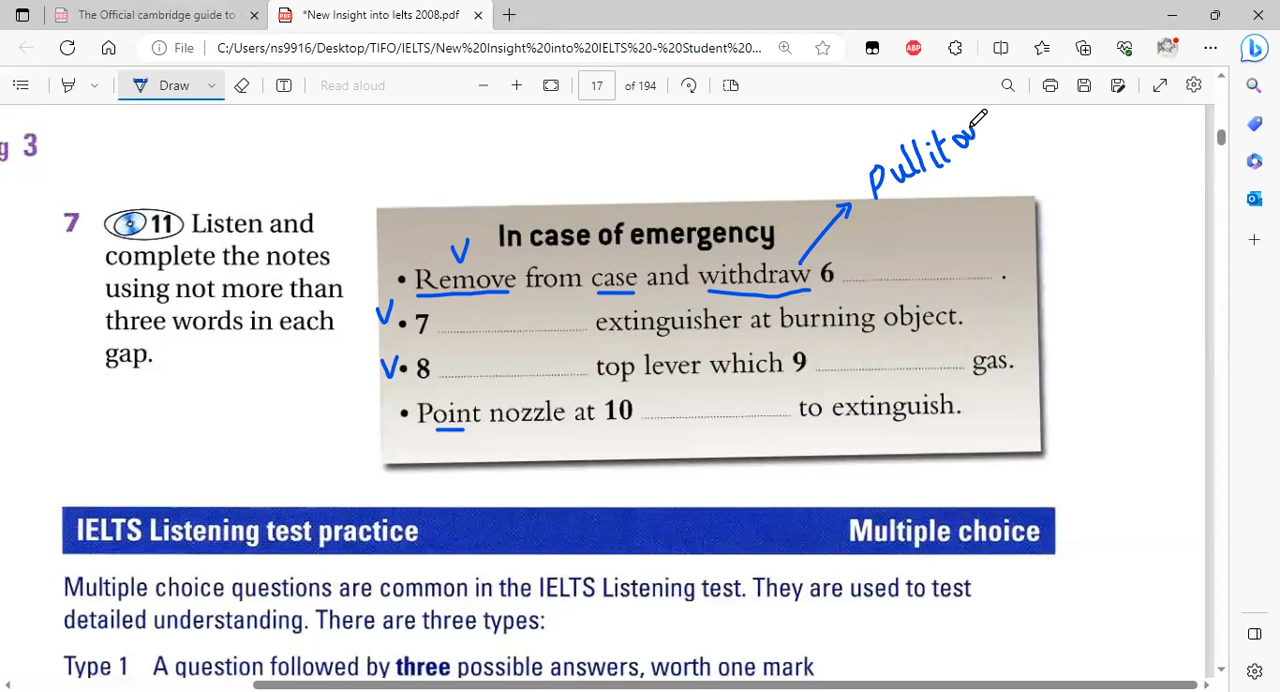 The Official cambridge guide to
*New Insight into Ielts 2008.pdf
File
C:/Users/ns9916/Desktop/TIFO/IELTS/New%20Insight%20into%20IELTS%20-%20Student%20...
ABP
Draw
Read aloud
17
of 194
g 3
Pullito
7 11 Listen and
complete the notes
using not more than
three words in each
gap.
In case of emergency
• Remove from case and withdraw 6 .
• 7 extinguisher at burning object.
• 8 top lever which 9 gas.
• Point nozzle at 10 to extinguish.
IELTS Listening test practice
Multiple choice
Multiple choice questions are common in the IELTS Listening test. They are used to test
detailed understanding. There are three types:
Type 1 A question followed by three possible answers, worth one mark